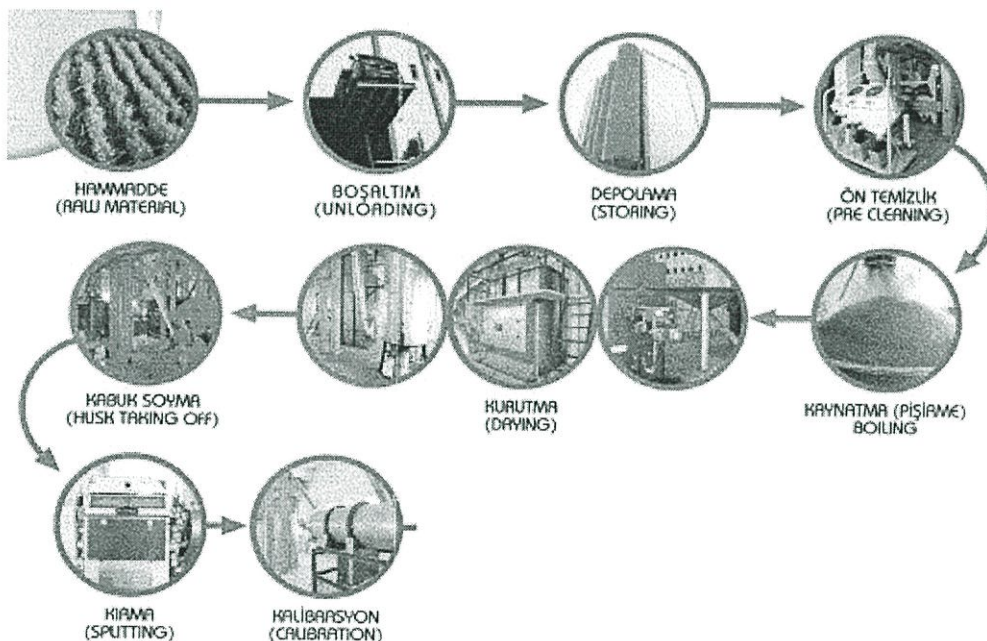 HAMMADDE
(RAW MATERIAL)
BOŞALTIM
(UNLOADING)
DEPOLAMA
(STORING)
ÖN TEMİZLİK
(PRE CLEANING)
KABUK SOYMA
(HUSK TAKING OFF)
KURUTMA
(DRYING)
KAYNATMA (PİŞİRME)
BOILING
KIRMA
(SPLITTING)
KALİBRASYON
(CALIBRATION)